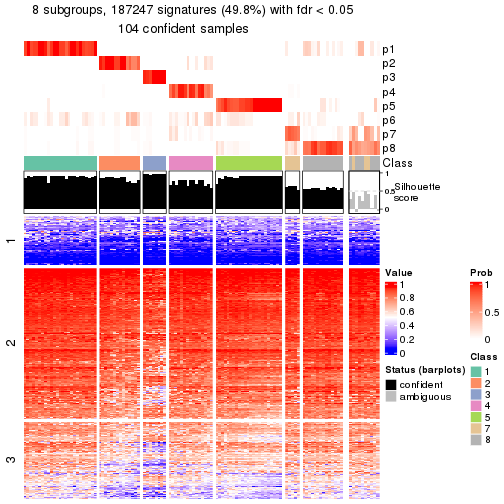 8 subgroups, 187247 signatures (49.8%) with fdr < 0.05
104 confident samples
p1
p2
p3
p4
p5
p6
p7
p8
Class
1
0.5
0
Silhouette
score
1
2
3
Value
1
0.8
0.6
0.4
0.2
0
Status (barplots)
confident
ambiguous
Prob
1
0.5
0
Class
1
2
3
4
5
7
8